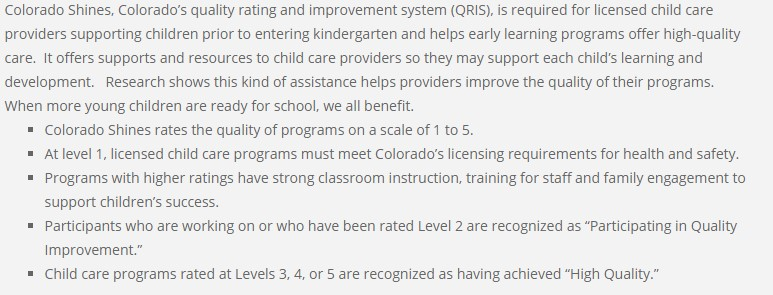 Colorado Shines, Colorado’s quality rating and improvement system (QRIS), is required for licensed child care
providers supporting children prior to entering kindergarten and helps early learning programs offer high-quality
care.  It offers supports and resources to child care providers so they may support each child’s learning and
development.   Research shows this kind of assistance helps providers improve the quality of their programs.
When more young children are ready for school, we all benefit.
▪ Colorado Shines rates the quality of programs on a scale of 1 to 5.
▪ At level 1, licensed child care programs must meet Colorado’s licensing requirements for health and safety.
▪ Programs with higher ratings have strong classroom instruction, training for staff and family engagement to
support children’s success.
▪ Participants who are working on or who have been rated Level 2 are recognized as “Participating in Quality
Improvement.”
▪ Child care programs rated at Levels 3, 4, or 5 are recognized as having achieved “High Quality.”